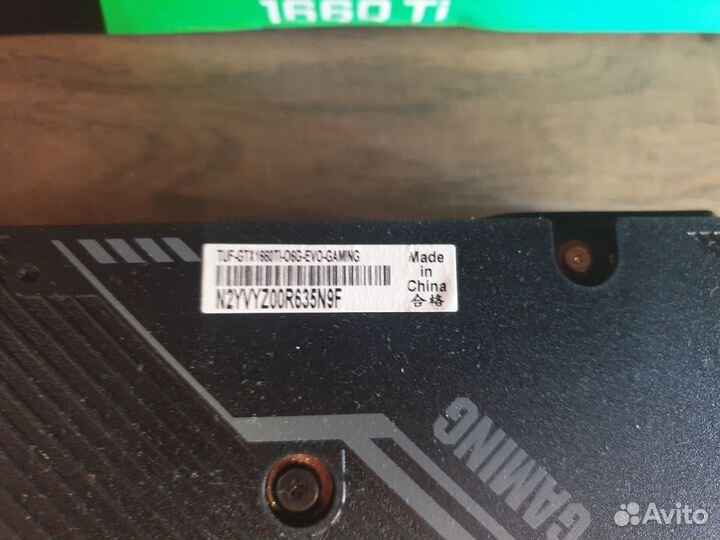 1660 Ti
TUF-GTX1660TI-O6G-EVO-GAMING
N2YVYZ00R635N9F
Made
in
China
合格
GAMING
Avito